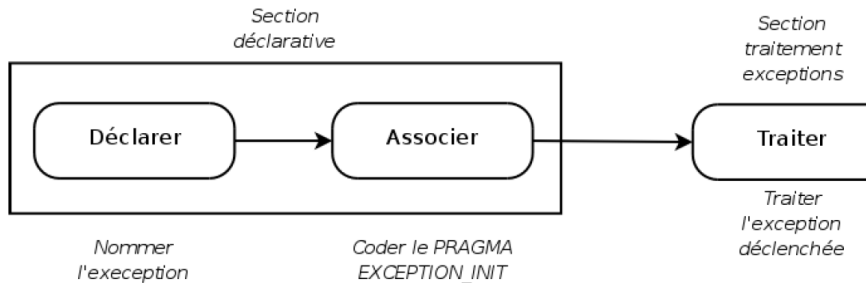 Section
déclarative
Section
traitement
exceptions
Déclarer
Associer
Traiter
Nommer
l'exeception
Coder le PRAGMA
EXCEPTION_INIT
Traiter
l'exception
déclenchée